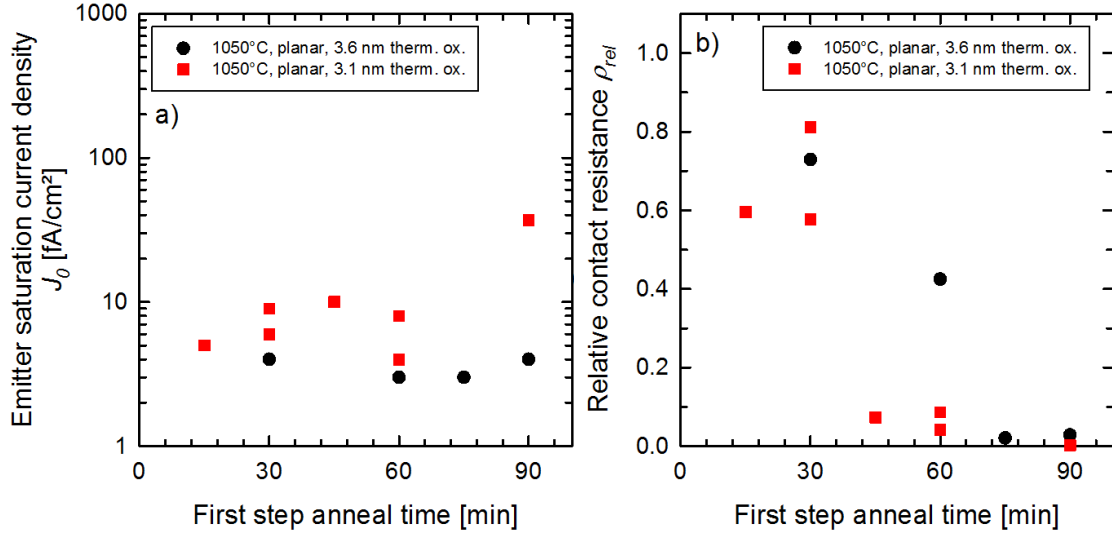 1000
100
10
1
Emitter saturation current density
J0 [fA/cm²]
1050°C, planar, 3.6 nm therm. ox.
1050°C, planar, 3.1 nm therm. ox.
a)
0 30 60 90
First step anneal time [min]
1.0
0.8
0.6
0.4
0.2
0.0
Relative contact resistance ρrel
b)
1050°C, planar, 3.6 nm therm. ox.
1050°C, planar, 3.1 nm therm. ox.
0 30 60 90
First step anneal time [min]